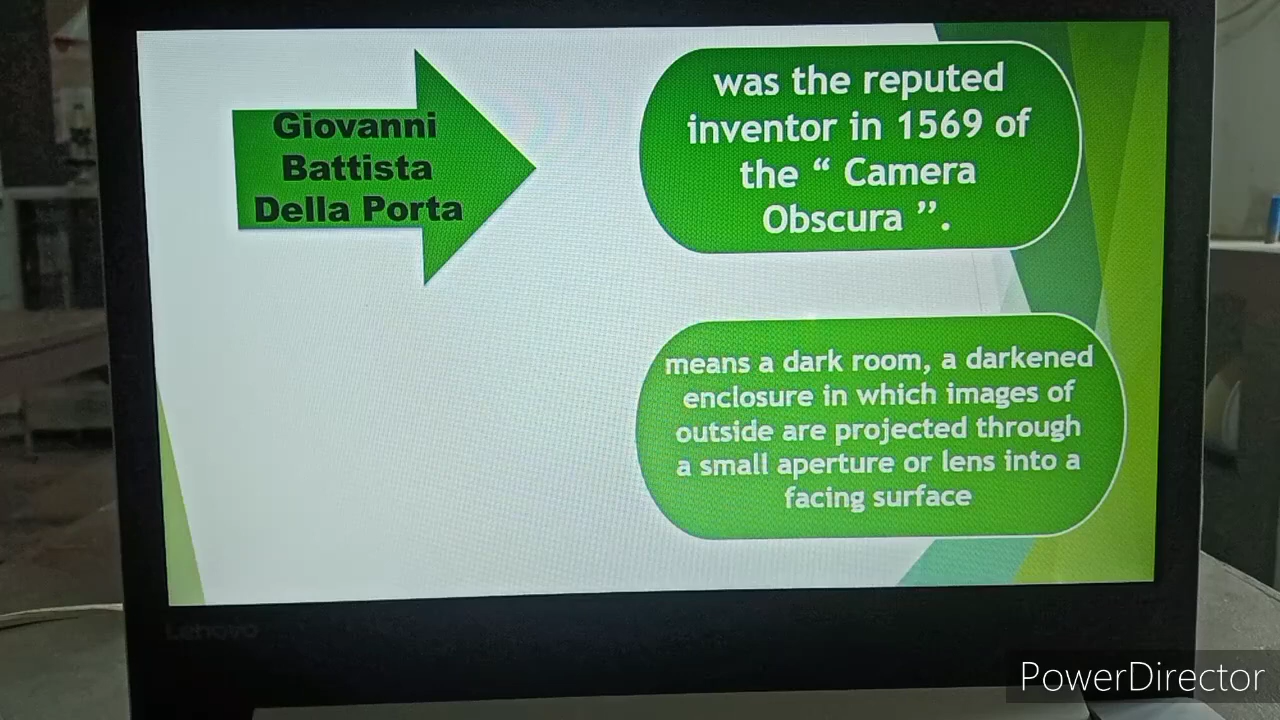 Giovanni
Battista
Della Porta
was the reputed
inventor in 1569 of
the “ Camera
Obscura ”.
means a dark room, a darkened
enclosure in which images of
outside are projected through
a small aperture or lens into a
facing surface
Lenovo
PowerDirector